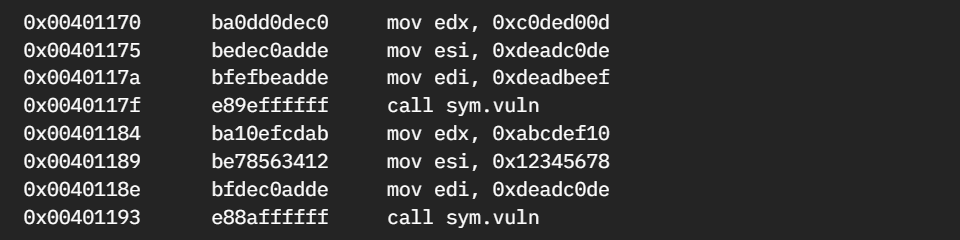 0x00401170 ba0dd0dec0 mov edx, 0xc0ded00d
0x00401175 bedec0adde mov esi, 0xdeadc0de
0x0040117a bfefbeadde mov edi, 0xdeadbeef
0x0040117f e89effffff call sym.vuln
0x00401184 ba10efcdab mov edx, 0xabcdef10
0x00401189 be78563412 mov esi, 0x12345678
0x0040118e bfdec0adde mov edi, 0xdeadc0de
0x00401193 e88affffff call sym.vuln